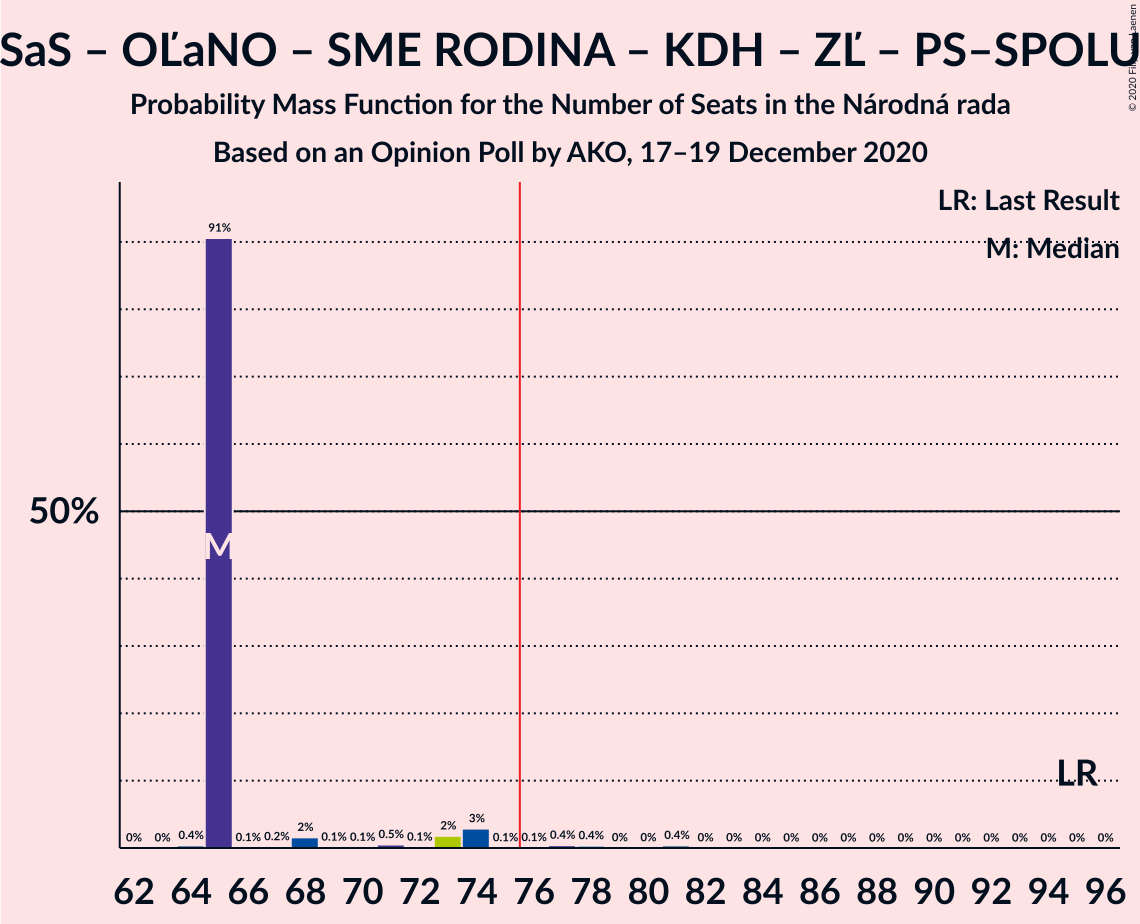 SaS – OĽaNO – SME RODINA – KDH – ZĽ – PS–SPOLU
Probability Mass Function for the Number of Seats in the Národná rada
Based on an Opinion Poll by AKO, 17–19 December 2020
© 2020 Filip van Laenen
LR: Last Result
M: Median
91%
50%
M
LR
0% 0% 0.4% 0.1% 0.2% 2% 0.1% 0.1% 0.5% 0.1% 2% 3% 0.1% 0.1% 0.4% 0.4% 0% 0% 0.4% 0% 0% 0% 0% 0% 0% 0% 0% 0% 0% 0% 0% 0% 0% 0%
62 64 66 68 70 72 74 76 78 80 82 84 86 88 90 92 94 96